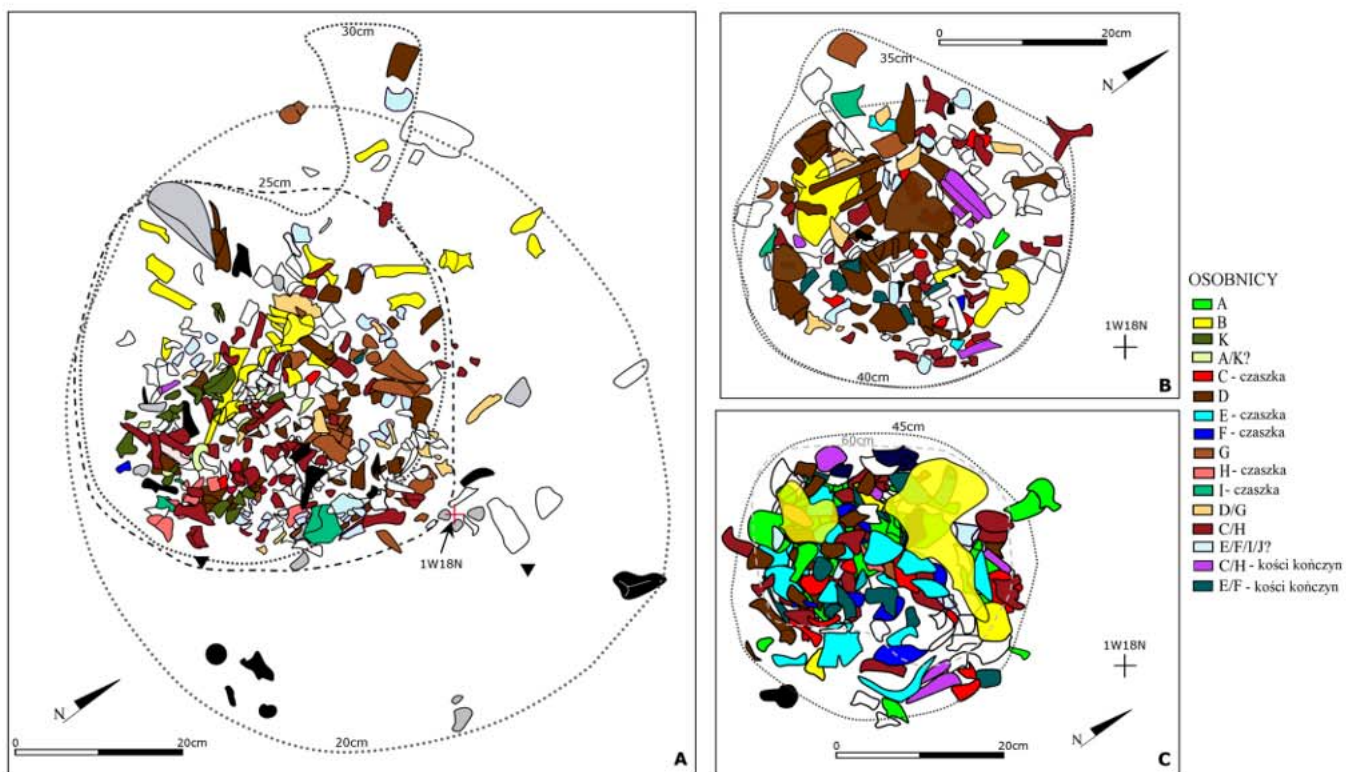 30cm
25cm
1W18N
N
0 20cm
20cm
A
0 20cm
35cm
N
1W18N
40cm
B
45cm
60cm
1W18N
N
0 20cm
C
OSOBNICY
A
B
K
A/K?
C - czaszka
D
E - czaszka
F - czaszka
G
H - czaszka
I - czaszka
D/G
C/H
E/F/I/J?
C/H - kości kończyn
E/F - kości kończyn